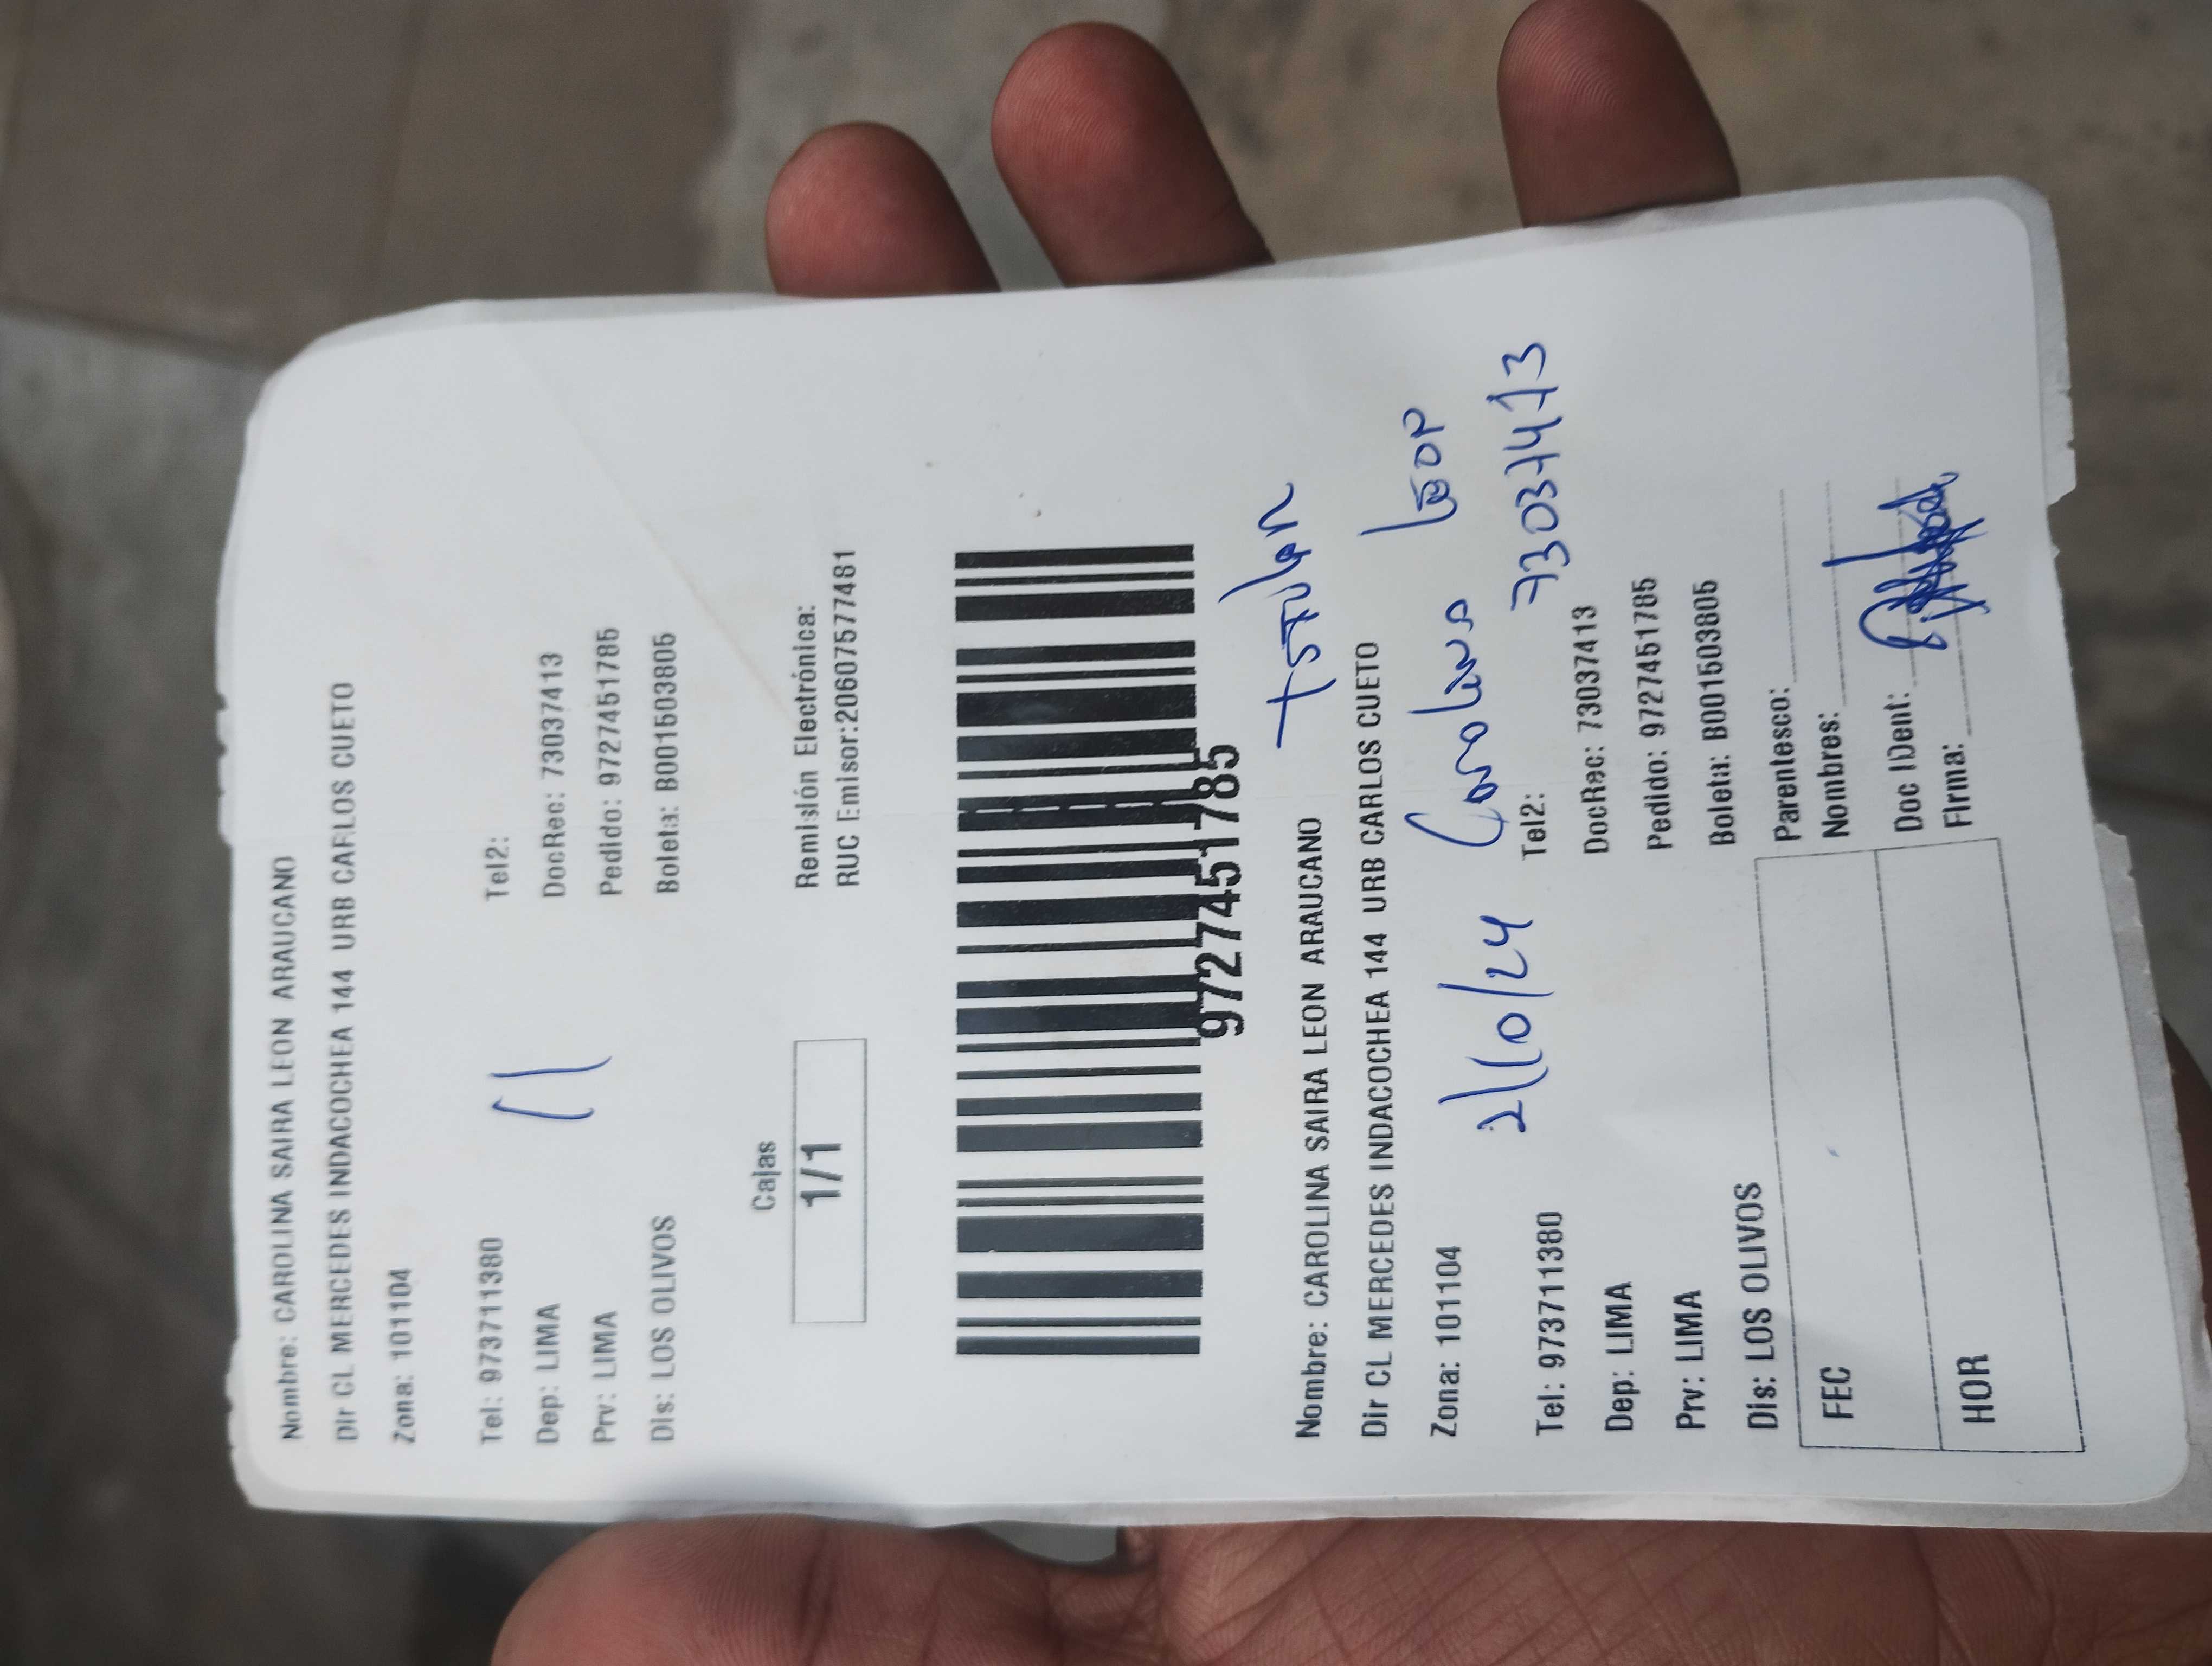 Nombre: CAROLINA SAIRA LEON ARAUCANO
Dir CL MERCEDES INDACOCHEA 144 URB CARLOS CUETO
Zona: 101104
Tel: 973711380 Tel2:
Dep: LIMA DocRec: 73037413
Prv: LIMA Pedido: 9727451785
Dis: LOS OLIVOS Boleta: B001503805
Cajas
1/1
Remisión Electrónica:
RUC Emisor:20607577481
9727451785
Nombre: CAROLINA SAIRA LEON ARAUCANO
Dir CL MERCEDES INDACOCHEA 144 URB CARLOS CUETO
Zona: 101104
2/10/24 Carolina León
73037413
Tel: 973711380 Tel2:
Dep: LIMA DocRec: 73037413
Prv: LIMA Pedido: 9727451785
Dis: LOS OLIVOS Boleta: B001503805
FEC
HOR
Parentesco:
Nombres:
Doc IDent:
Firma: